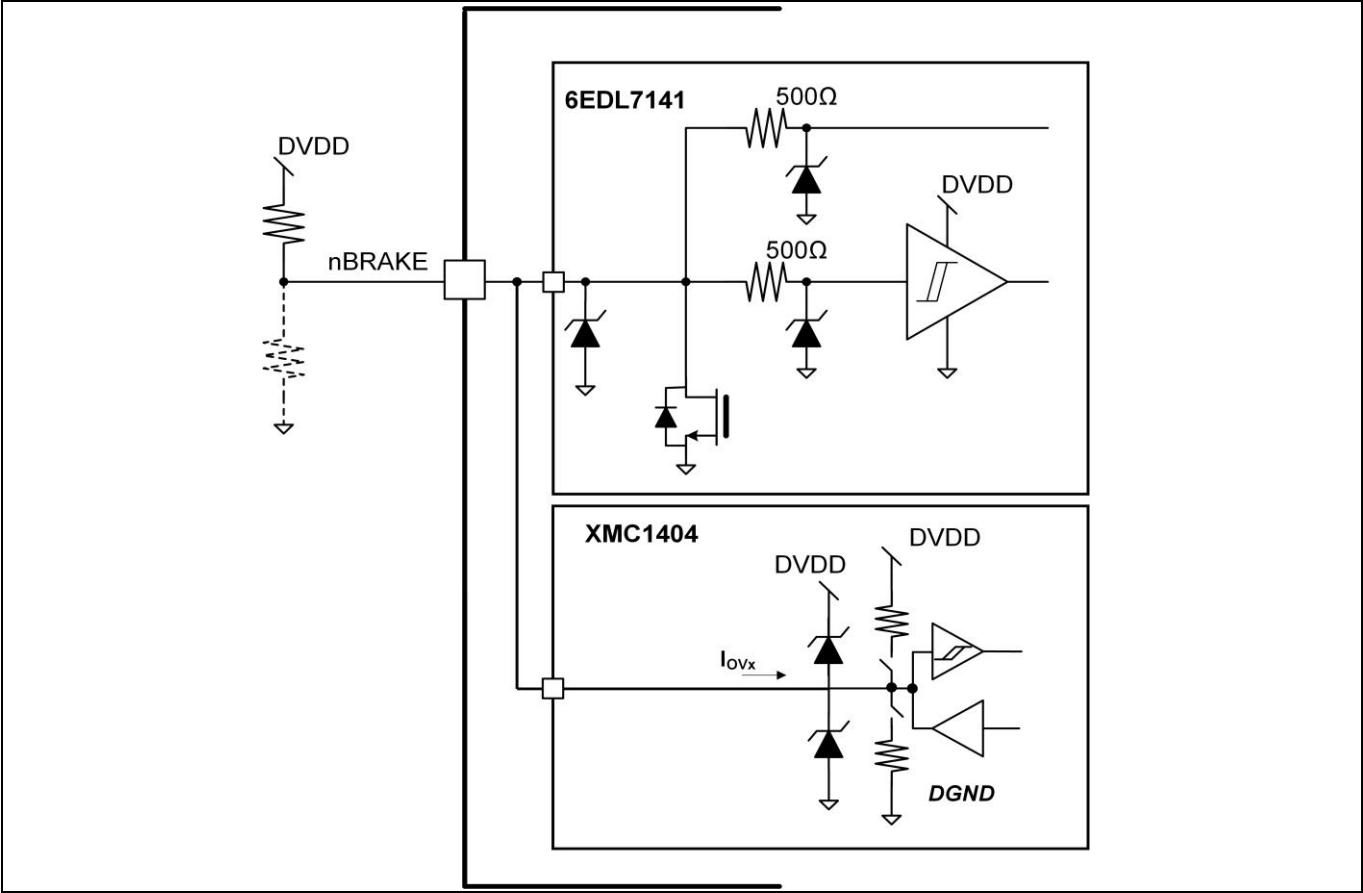 6EDL7141
500Ω
DVDD
DVDD
500Ω
nBRAKE
XMC1404
DVDD
DVDD
IOVx
DGND